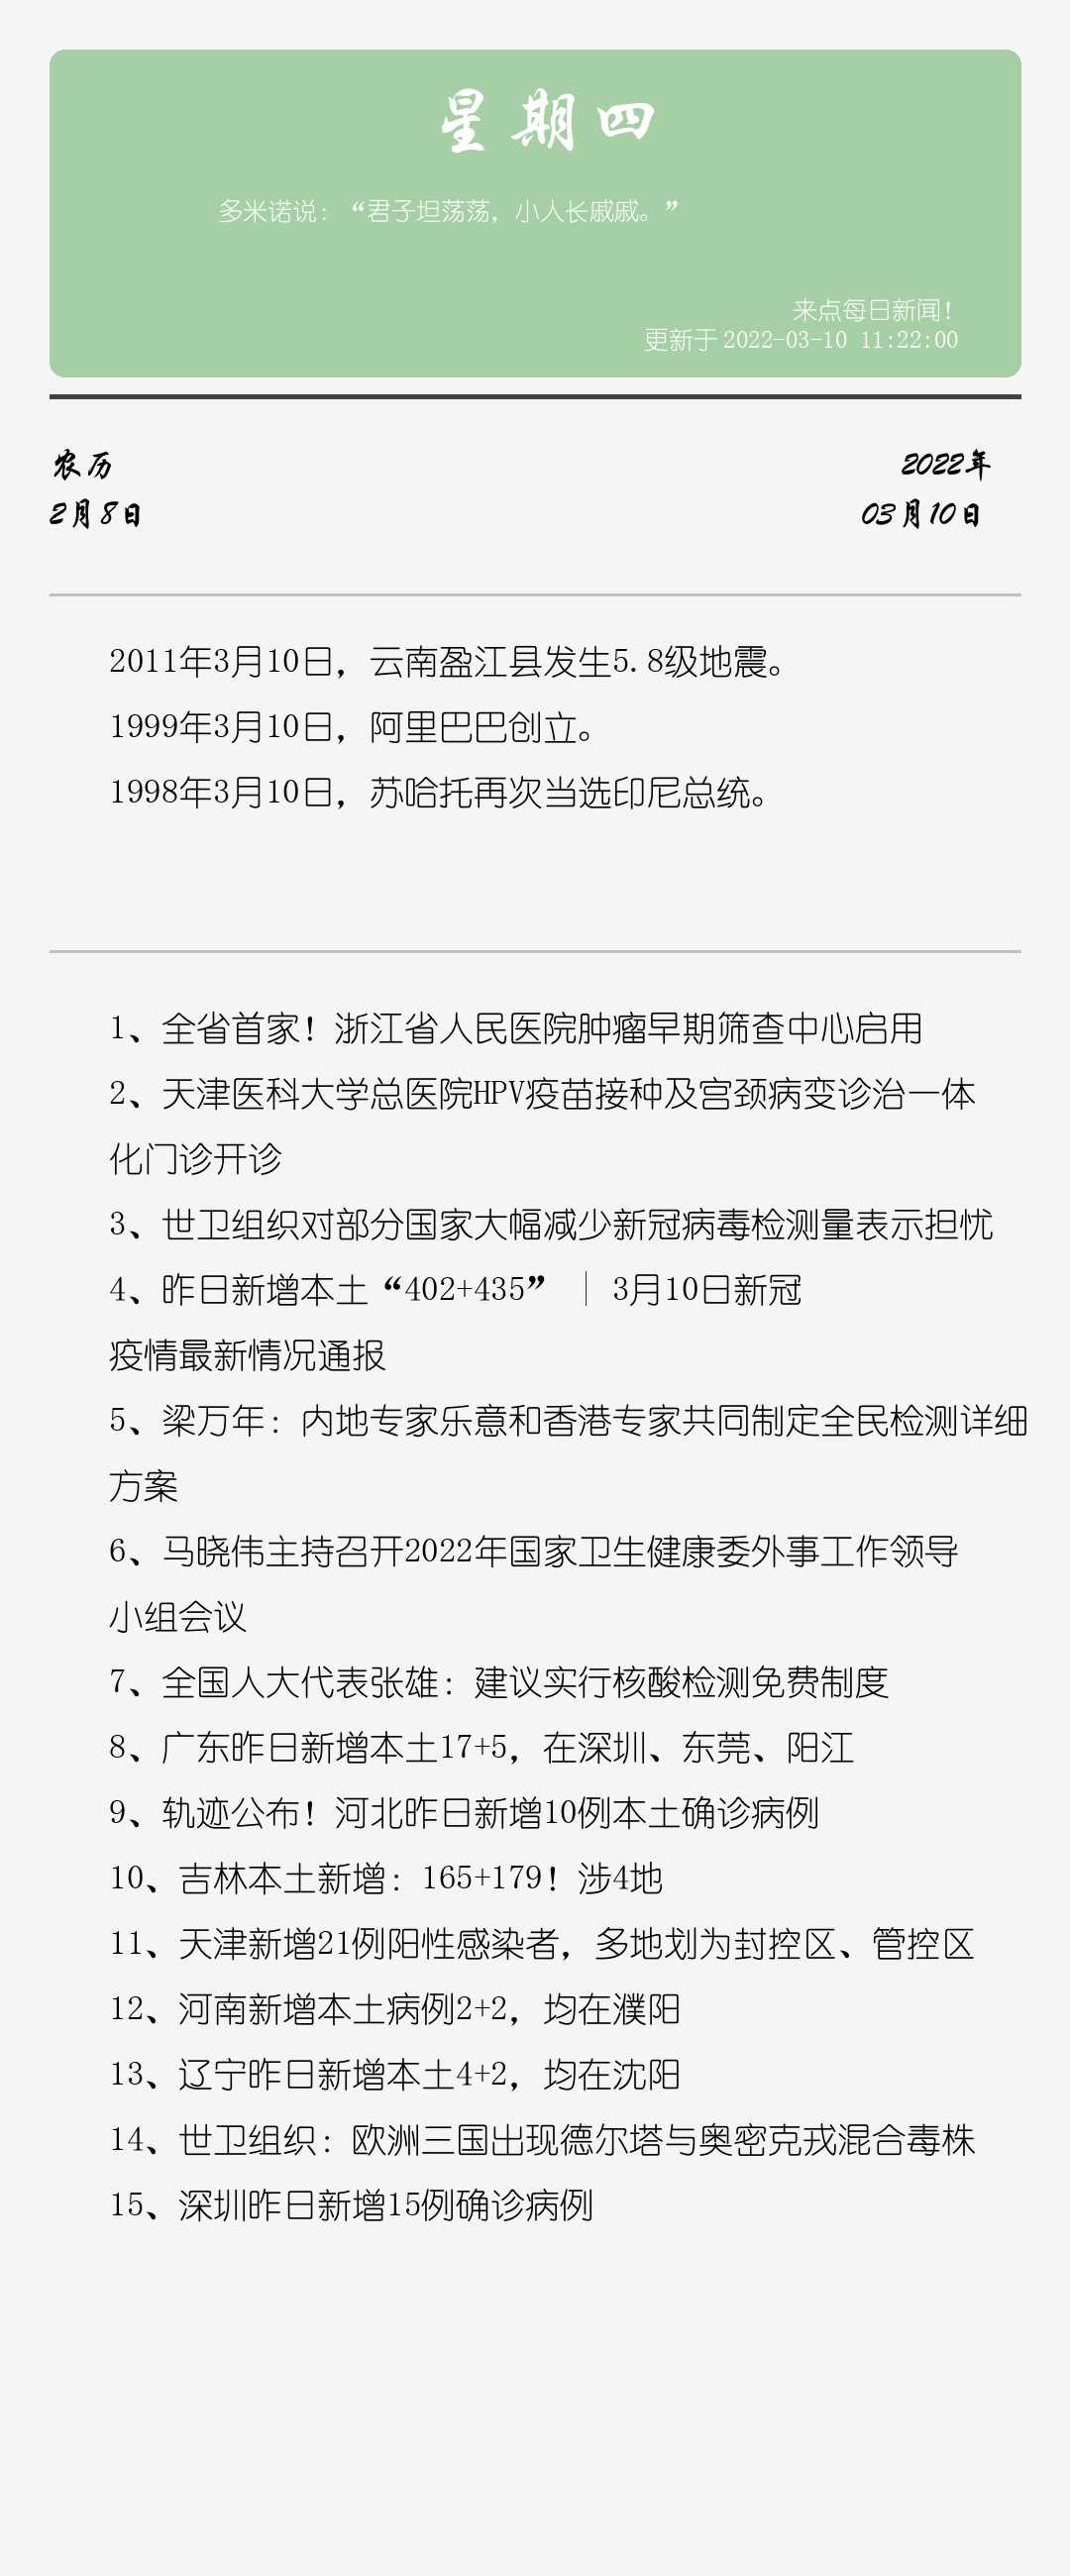 星期四
多米诺说：“君子坦荡荡，小人长戚戚。”
来点每日新闻！
更新于2022-03-10 11:22:00
农历
2022年
2月8日
03月10日
2011年3月10日，云南盈江县发生5.8级地震。
1999年3月10日，阿里巴巴创立。
1998年3月10日，苏哈托再次当选印尼总统。
1、全省首家！浙江省人民医院肿瘤早期筛查中心启用
2、天津医科大学总医院HPV疫苗接种及宫颈病变诊治一体
化门诊开诊
3、世卫组织对部分国家大幅减少新冠病毒检测量表示担忧
4、昨日新增本土“402+435” | 3月10日新冠
疫情最新情况通报
5、梁万年：内地专家乐意和香港专家共同制定全民检测详细
方案
6、马晓伟主持召开2022年国家卫生健康委外事工作领导
小组会议
7、全国人大代表张雄：建议实行核酸检测免费制度
8、广东昨日新增本土17+5，在深圳、东莞、阳江
9、轨迹公布！河北昨日新增10例本土确诊病例
10、吉林本土新增：165+179！涉4地
11、天津新增21例阳性感染者，多地划为封控区、管控区
12、河南新增本土病例2+2，均在濮阳
13、辽宁昨日新增本土4+2，均在沈阳
14、世卫组织：欧洲三国出现德尔塔与奥密克戎混合毒株
15、深圳昨日新增15例确诊病例